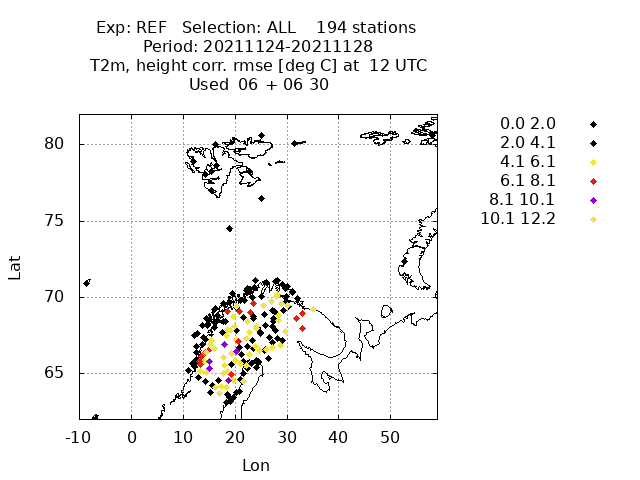 Exp: REF   Selection: ALL    194 stations
Period: 20211124-20211128
T2m, height corr. rmse [deg C] at  12 UTC
Used  06 + 06 30
0.0 2.0
2.0 4.1
4.1 6.1
6.1 8.1
8.1 10.1
10.1 12.2
80
75
70
65
Lat
-10 0 10 20 30 40 50
Lon